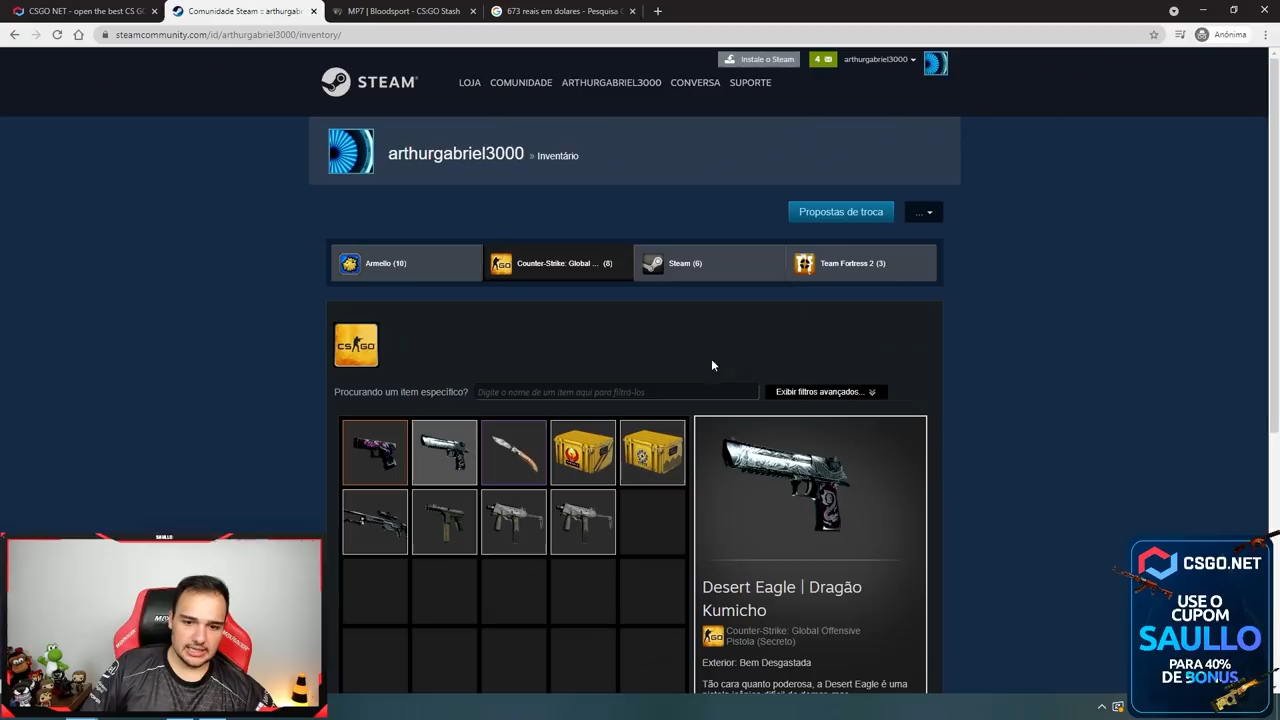 CSGO NET - open the best CS GO
Comunidade Steam :: arthurgab
MP7 | Bloodsport - CS:GO Stash
673 reais em dolares - Pesquisa G
steamcommunity.com/id/arthurgabriel3000/inventory/
Anônima
Instale o Steam
4
arthurgabriel3000
STEAM
LOJA COMUNIDADE ARTHURGABRIEL3000 CONVERSA SUPORTE
arthurgabriel3000 » Inventário
Propostas de troca
...
Armello (10)
Counter-Strike: Global ... (8)
Steam (6)
Team Fortress 2 (3)
CS GO
Procurando um item específico?
Digite o nome de um item aqui para filtrá-los
Exibir filtros avançados...
Desert Eagle | Dragão
Kumicho
Counter-Strike: Global Offensive
Pistola (Secreto)
Exterior: Bem Desgastada
Tão cara quanto poderosa, a Desert Eagle é uma
SAULLO
CSGO.NET
USE O
CUPOM
SAULLO
PARA 40%
DE BONUS